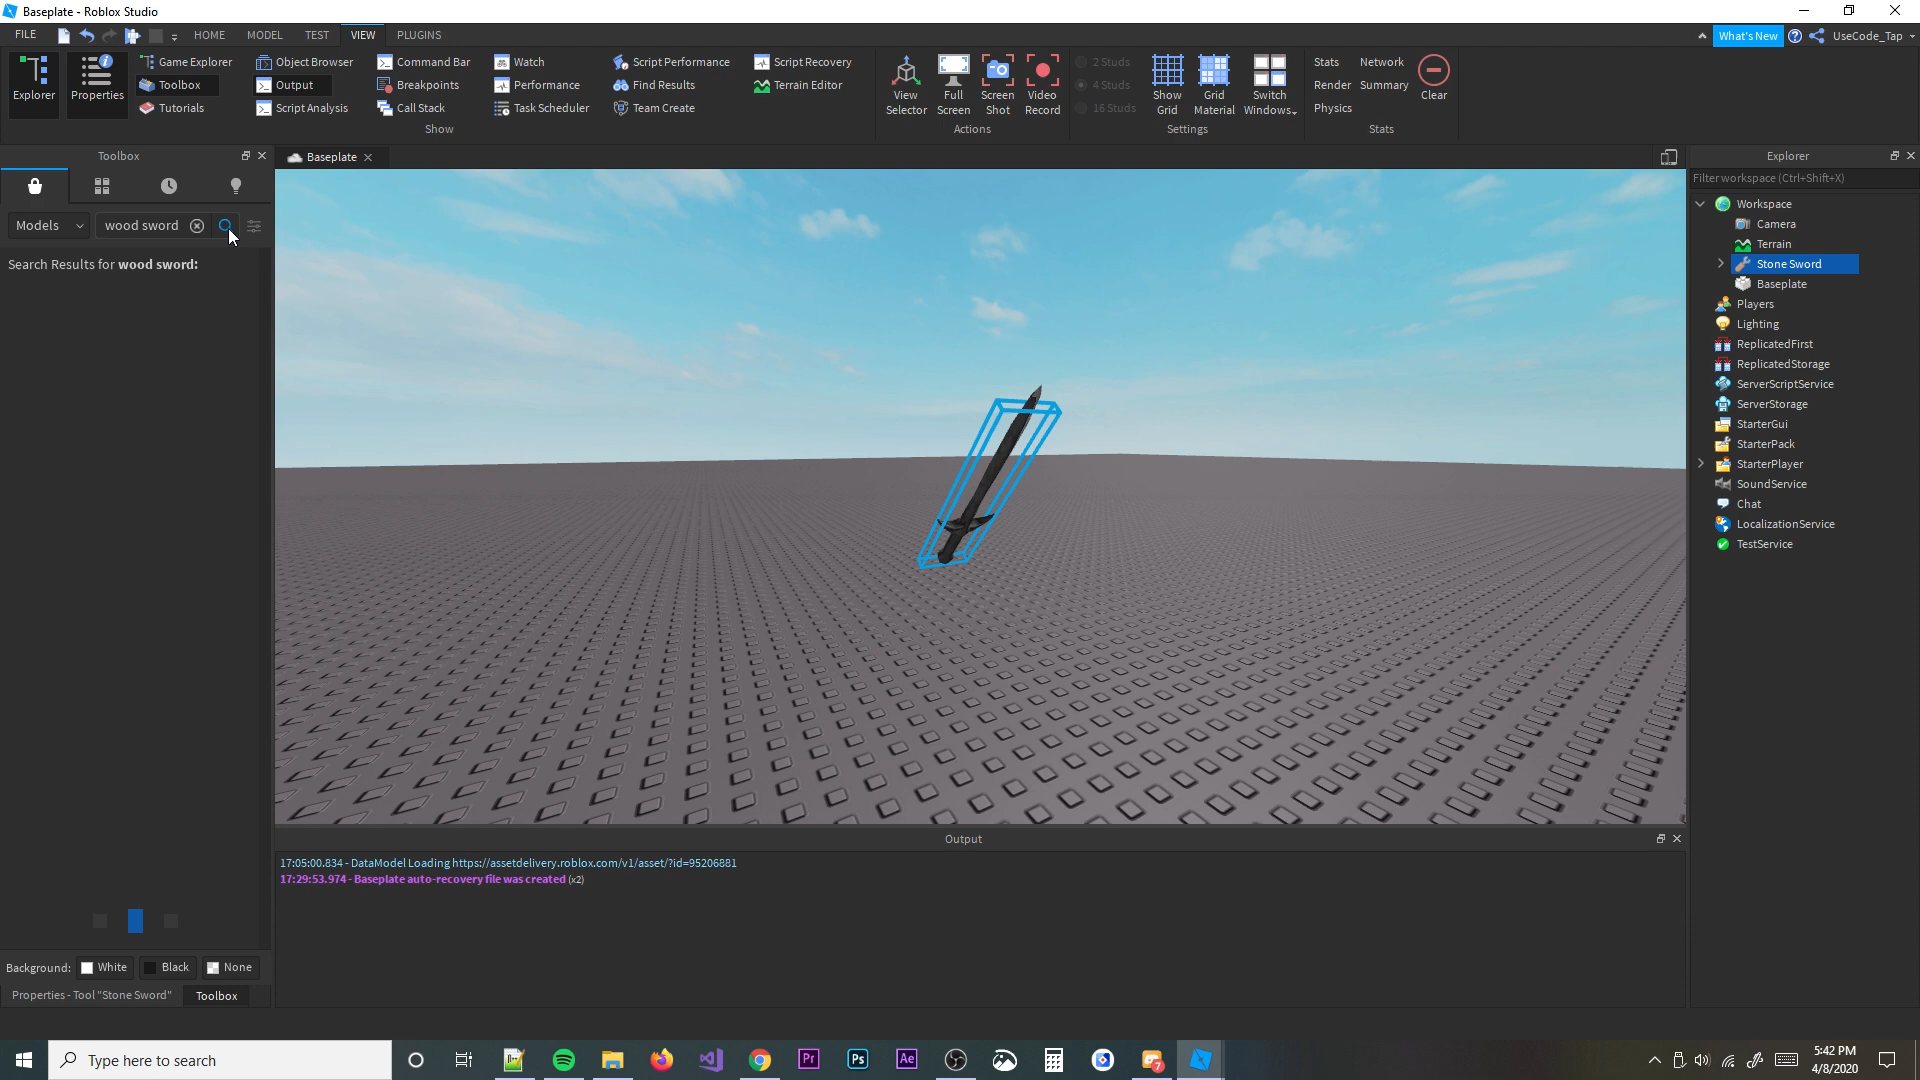 Baseplate - Roblox Studio
FILE
HOME
MODEL
TEST
VIEW
PLUGINS
What's New
UseCode_Tap
Explorer
Properties
Game Explorer
Toolbox
Tutorials
Object Browser
Output
Script Analysis
Command Bar
Breakpoints
Call Stack
Watch
Performance
Task Scheduler
Script Performance
Find Results
Team Create
Script Recovery
Terrain Editor
Show
View
Selector
Full
Screen
Screen
Shot
Video
Record
Actions
2 Studs
4 Studs
16 Studs
Show
Grid
Grid
Material
Switch
Windows
Settings
Stats
Network
Render
Summary
Physics
Clear
Stats
Toolbox
Models
wood sword
Search Results for wood sword:
Background:
White
Black
None
Properties - Tool "Stone Sword"
Toolbox
Baseplate
Output
17:05:00.834 - DataModel Loading https://assetdelivery.roblox.com/v1/asset/?id=95206881
17:29:53.974 - Baseplate auto-recovery file was created (x2)
Explorer
Filter workspace (Ctrl+Shift+X)
Workspace
Camera
Terrain
Stone Sword
Baseplate
Players
Lighting
ReplicatedFirst
ReplicatedStorage
ServerScriptService
ServerStorage
StarterGui
StarterPack
StarterPlayer
SoundService
Chat
LocalizationService
TestService
Type here to search
Pr
Ps
Ae
7
5:42 PM
4/8/2020